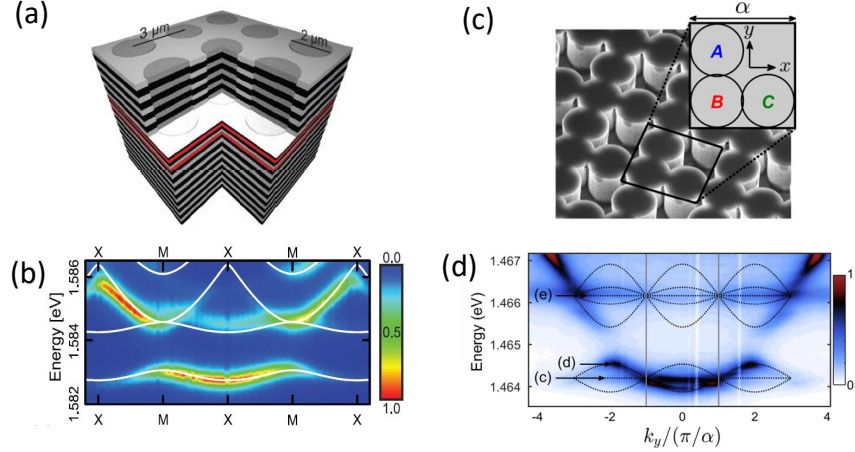 (a)
3 µm
2 µm
(b)
X M X M X
1.586
1.584
1.582
Energy [eV]
0.0
0.5
1.0
(c)
α
A
B
C
y
x
(d)
1.467
1.466
1.465
1.464
Energy (eV)
(e)
(d)
(c)
-4 -2 0 2 4
k_y/(π/α)
1
0